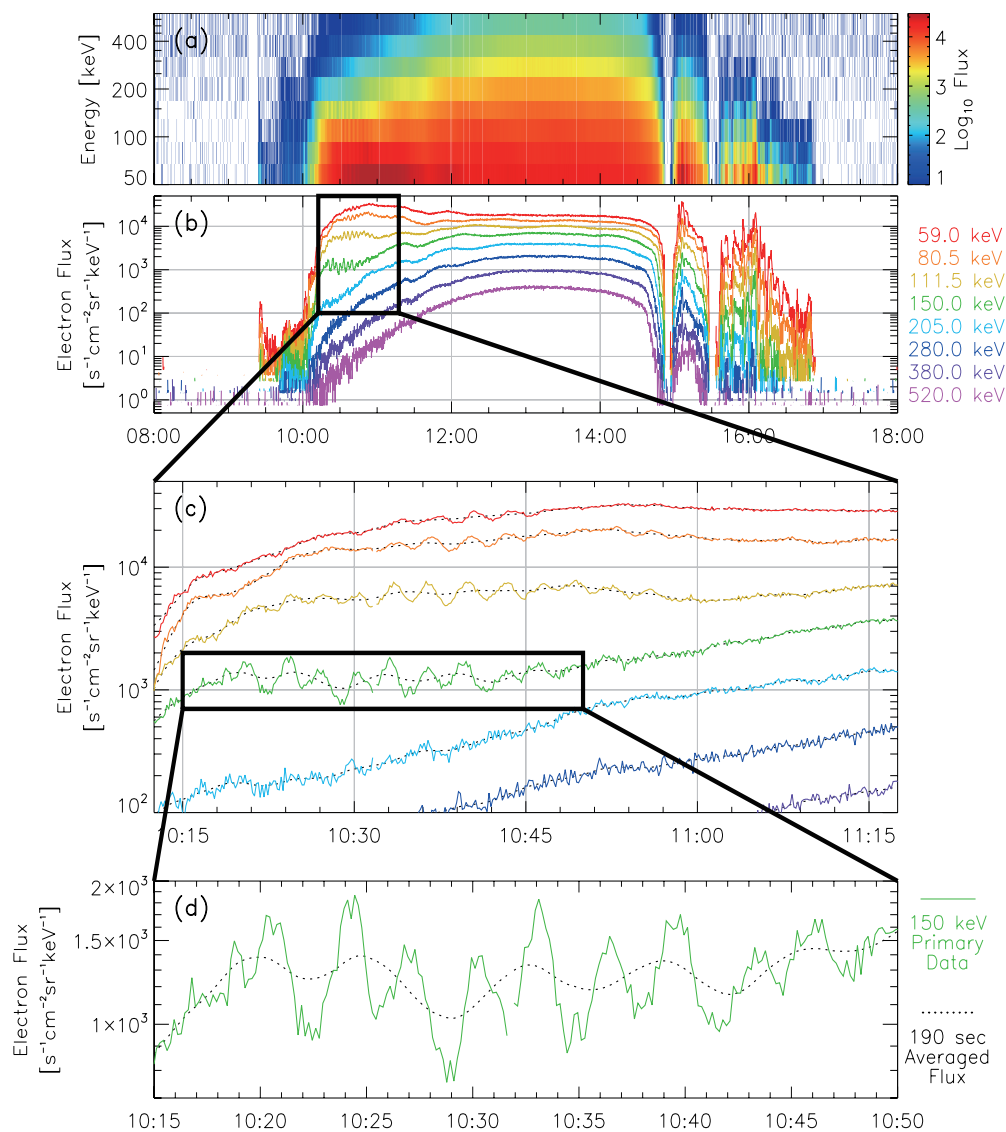 (a)
Energy [keV]
400
200
100
50
4
3
2
1
Log₁₀ Flux
(b)
Electron Flux
[s⁻¹cm⁻²sr⁻¹keV⁻¹]
10⁴
10³
10²
10¹
10⁰
59.0 keV
80.5 keV
111.5 keV
150.0 keV
205.0 keV
280.0 keV
380.0 keV
520.0 keV
08:00 10:00 12:00 14:00 16:00 18:00
(c)
Electron Flux
[s⁻¹cm⁻²sr⁻¹keV⁻¹]
10⁴
10³
10²
10:15 10:30 10:45 11:00 11:15
(d)
Electron Flux
[s⁻¹cm⁻²sr⁻¹keV⁻¹]
2×10³
1.5×10³
1×10³
150 keV
Primary
Data
190 sec
Averaged
Flux
10:15 10:20 10:25 10:30 10:35 10:40 10:45 10:50